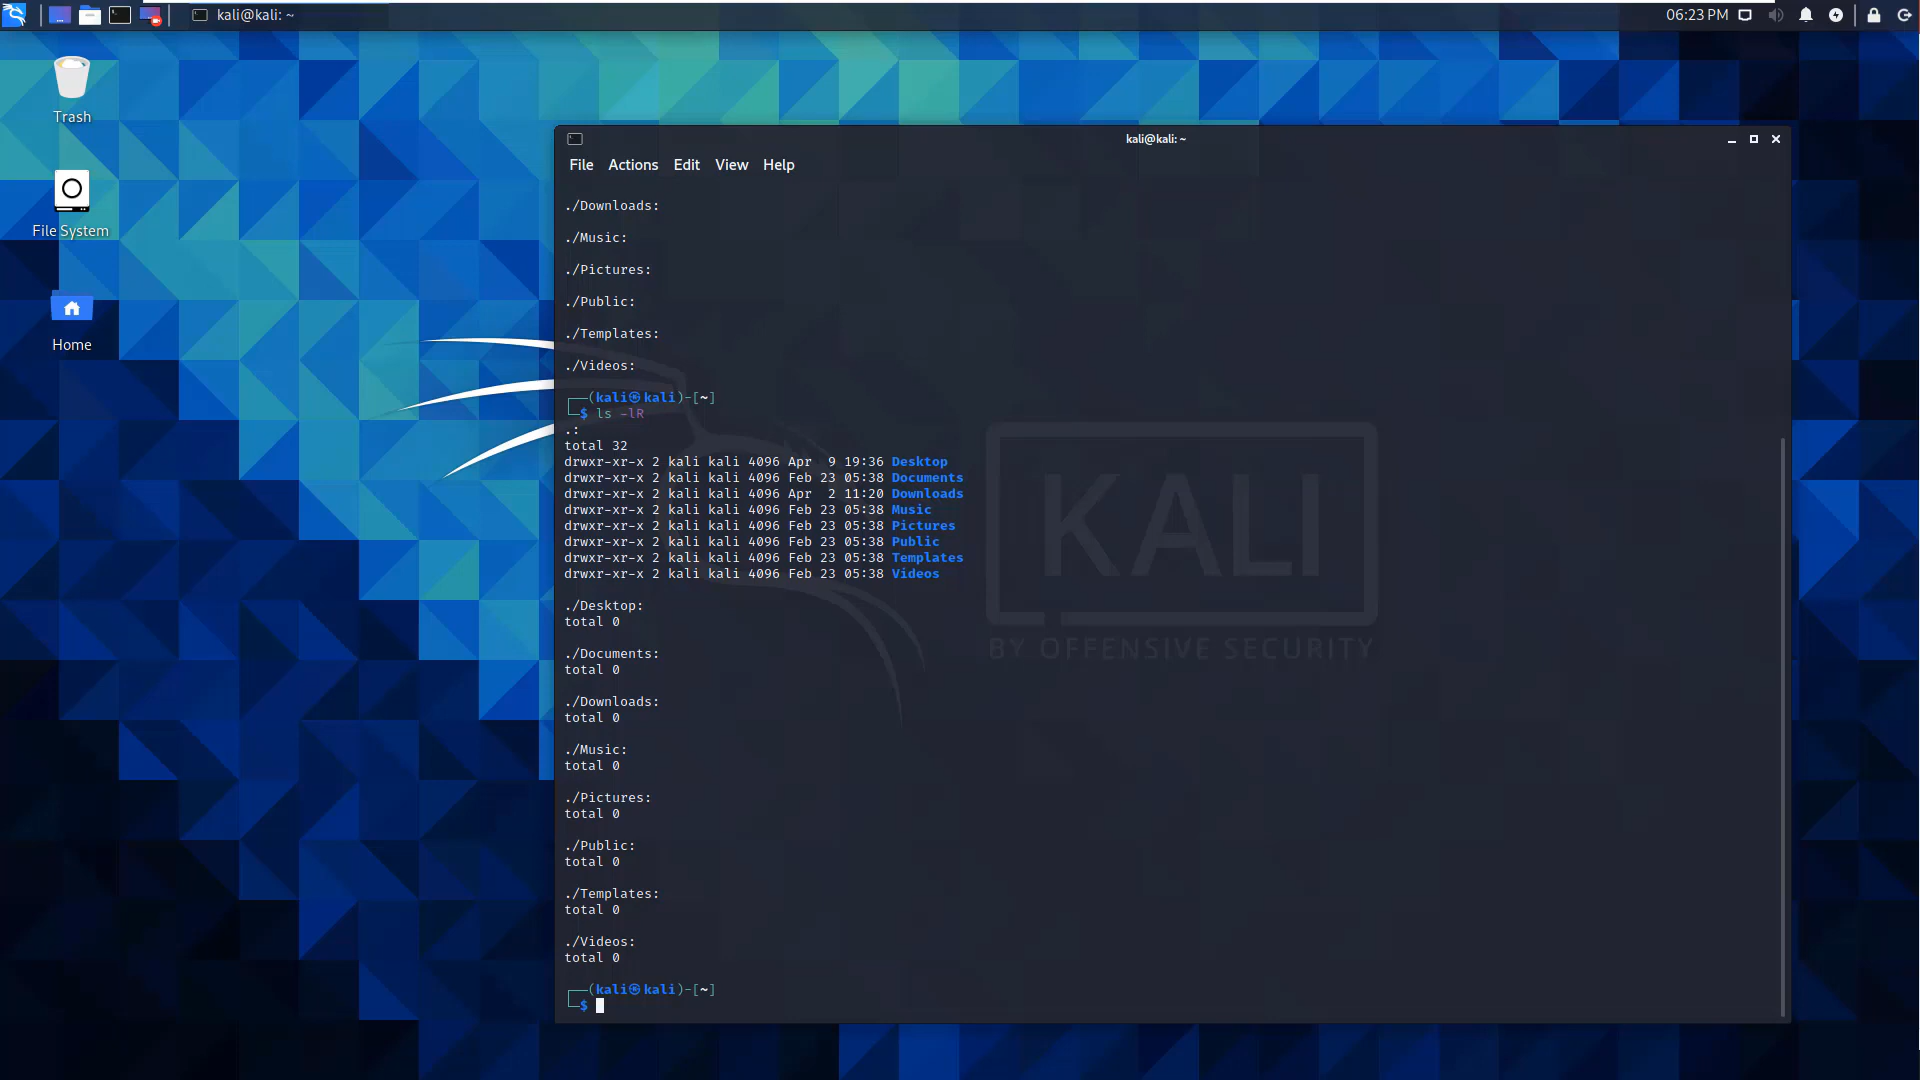 kali@kali: ~
06:23 PM
Trash
File System
Home
kali@kali: ~
File Actions Edit View Help
./Downloads:
./Music:
./Pictures:
./Public:
./Templates:
./Videos:
┌──(kali㉿kali)-[~]
└─$ ls -lR
.:
total 32
drwxr-xr-x 2 kali kali 4096 Apr  9 19:36 Desktop
drwxr-xr-x 2 kali kali 4096 Feb 23 05:38 Documents
drwxr-xr-x 2 kali kali 4096 Apr  2 11:20 Downloads
drwxr-xr-x 2 kali kali 4096 Feb 23 05:38 Music
drwxr-xr-x 2 kali kali 4096 Feb 23 05:38 Pictures
drwxr-xr-x 2 kali kali 4096 Feb 23 05:38 Public
drwxr-xr-x 2 kali kali 4096 Feb 23 05:38 Templates
drwxr-xr-x 2 kali kali 4096 Feb 23 05:38 Videos
./Desktop:
total 0
./Documents:
total 0
./Downloads:
total 0
./Music:
total 0
./Pictures:
total 0
./Public:
total 0
./Templates:
total 0
./Videos:
total 0
┌──(kali㉿kali)-[~]
└─$
KALI
BY OFFENSIVE SECURITY